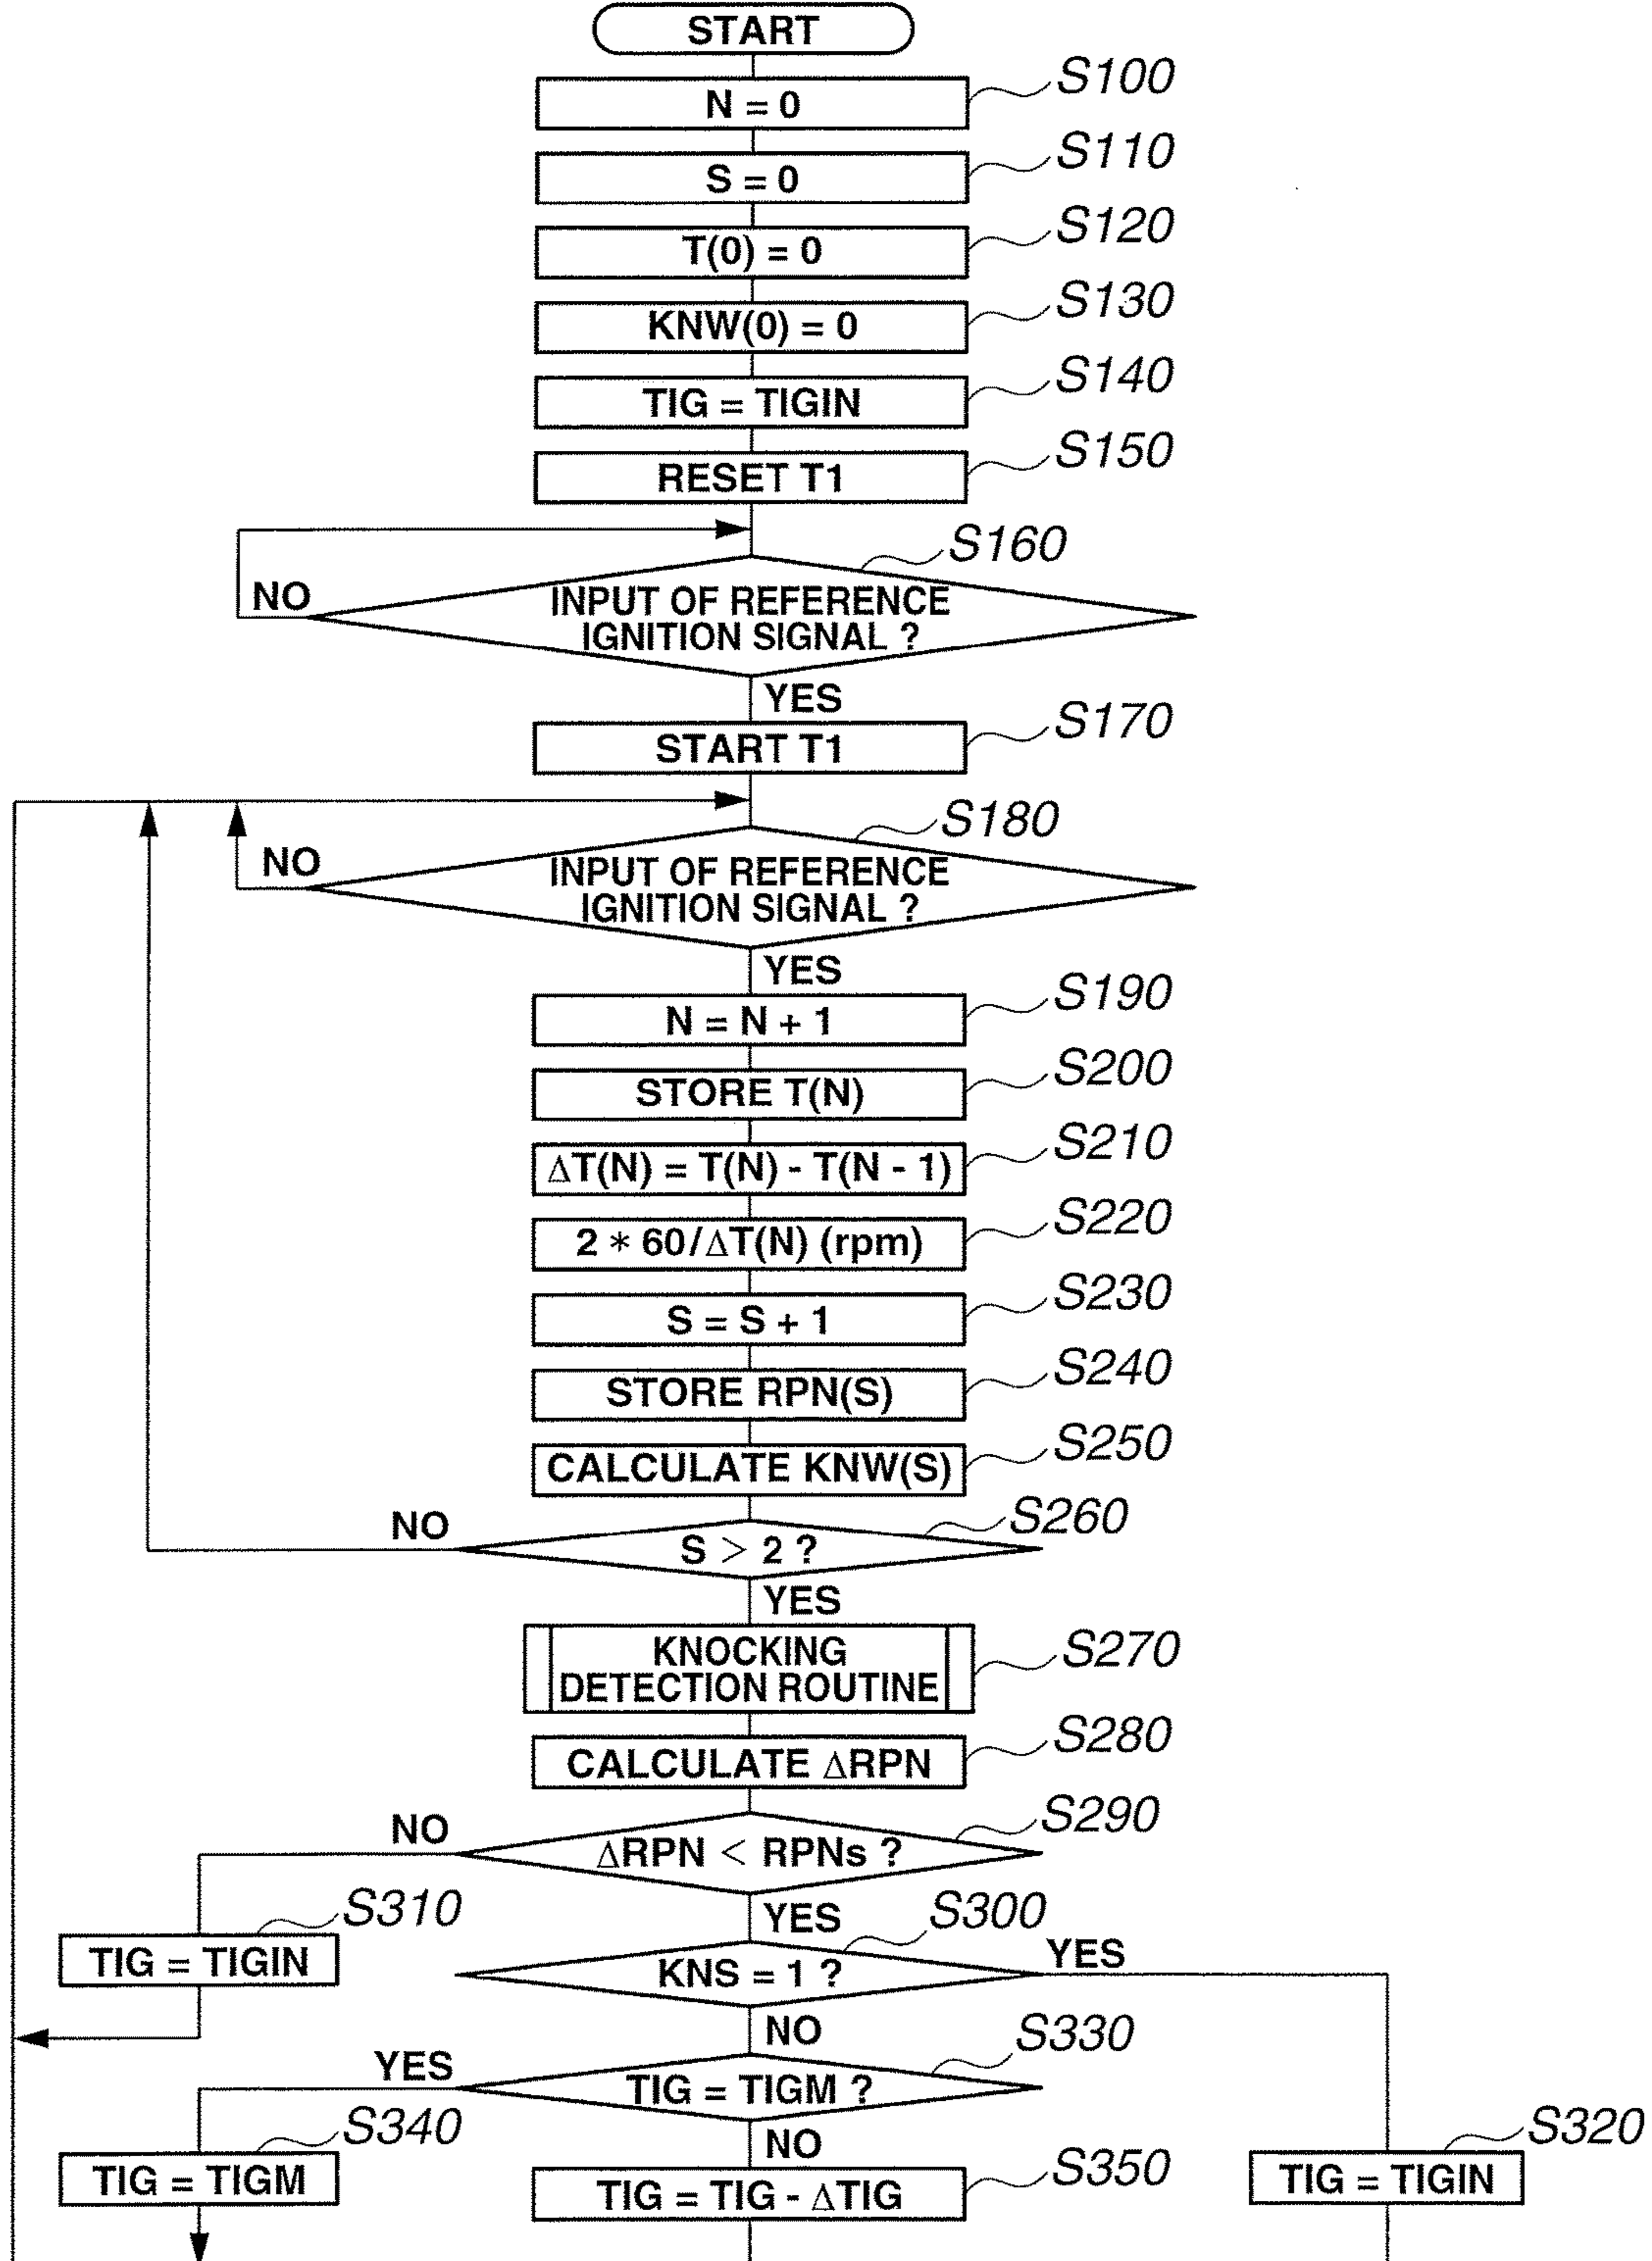 START
N = 0
S100
S = 0
S110
T(0) = 0
S120
KNW(0) = 0
S130
TIG = TIGIN
S140
RESET T1
S150
S160
NO
INPUT OF REFERENCE
IGNITION SIGNAL ?
YES
START T1
S170
S180
NO
INPUT OF REFERENCE
IGNITION SIGNAL ?
YES
N = N + 1
S190
STORE T(N)
S200
ΔT(N) = T(N) - T(N - 1)
S210
2 * 60/ΔT(N) (rpm)
S220
S = S + 1
S230
STORE RPN(S)
S240
CALCULATE KNW(S)
S250
NO
S > 2 ?
S260
YES
KNOCKING
DETECTION ROUTINE
S270
CALCULATE ΔRPN
S280
NO
ΔRPN < RPNs ?
S290
YES
S310
TIG = TIGIN
S300
KNS = 1 ?
YES
NO
S330
YES
TIG = TIGM ?
S340
TIG = TIGM
NO
TIG = TIG - ΔTIG
S350
S320
TIG = TIGIN